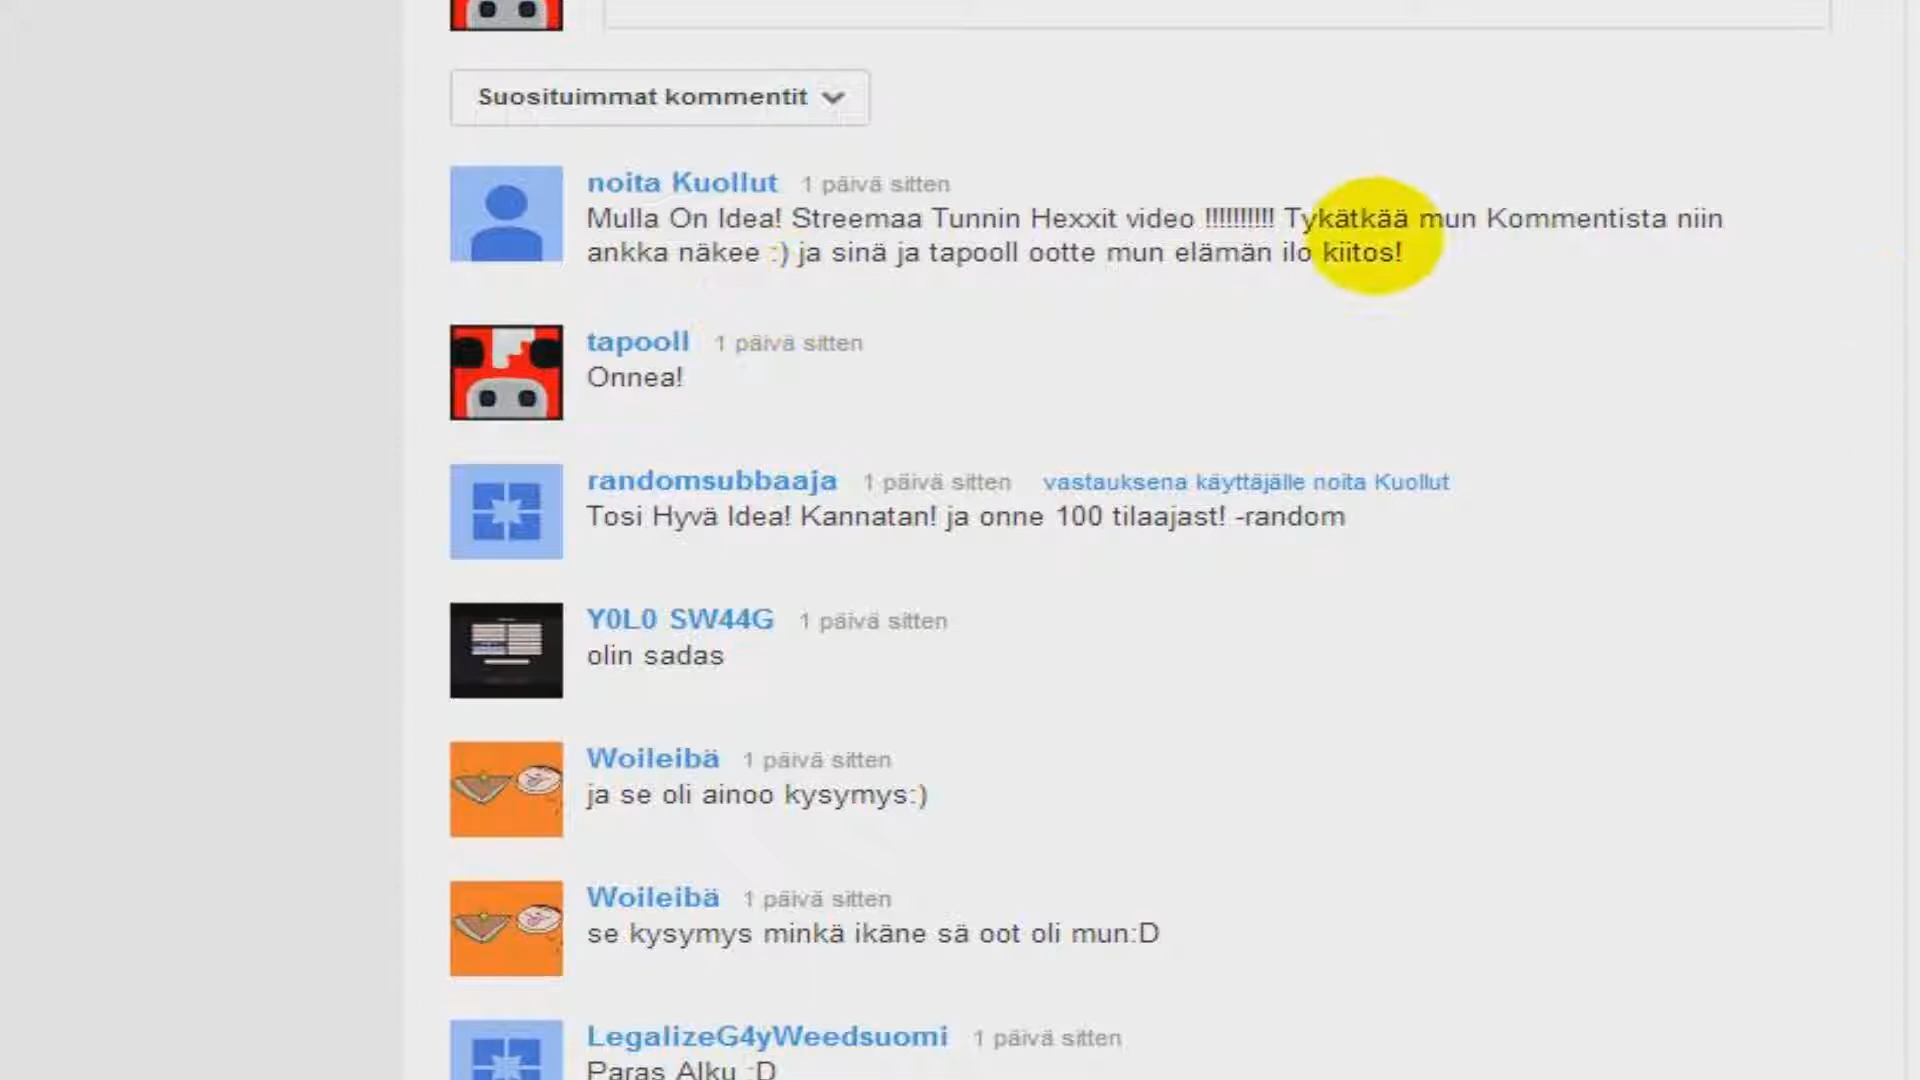 Suosituimmat kommentit
noita Kuollut 1 päivä sitten
Mulla On Idea! Streemaa Tunnin Hexxit video !!!!!!!!!! Tykätkää mun Kommentista niin
ankka näkee :) ja sinä ja tapooll ootte mun elämän ilo kiitos!
tapooll 1 päivä sitten
Onnea!
randomsubbaaja 1 päivä sitten vastauksena käyttäjälle noita Kuollut
Tosi Hyvä Idea! Kannatan! ja onne 100 tilaajast! -random
Y0L0 SW44G 1 päivä sitten
olin sadas
Woileibä 1 päivä sitten
ja se oli ainoo kysymys:)
Woileibä 1 päivä sitten
se kysymys minkä ikäne sä oot oli mun:D
LegalizeG4yWeedsuomi 1 päivä sitten
Paras Alku :D